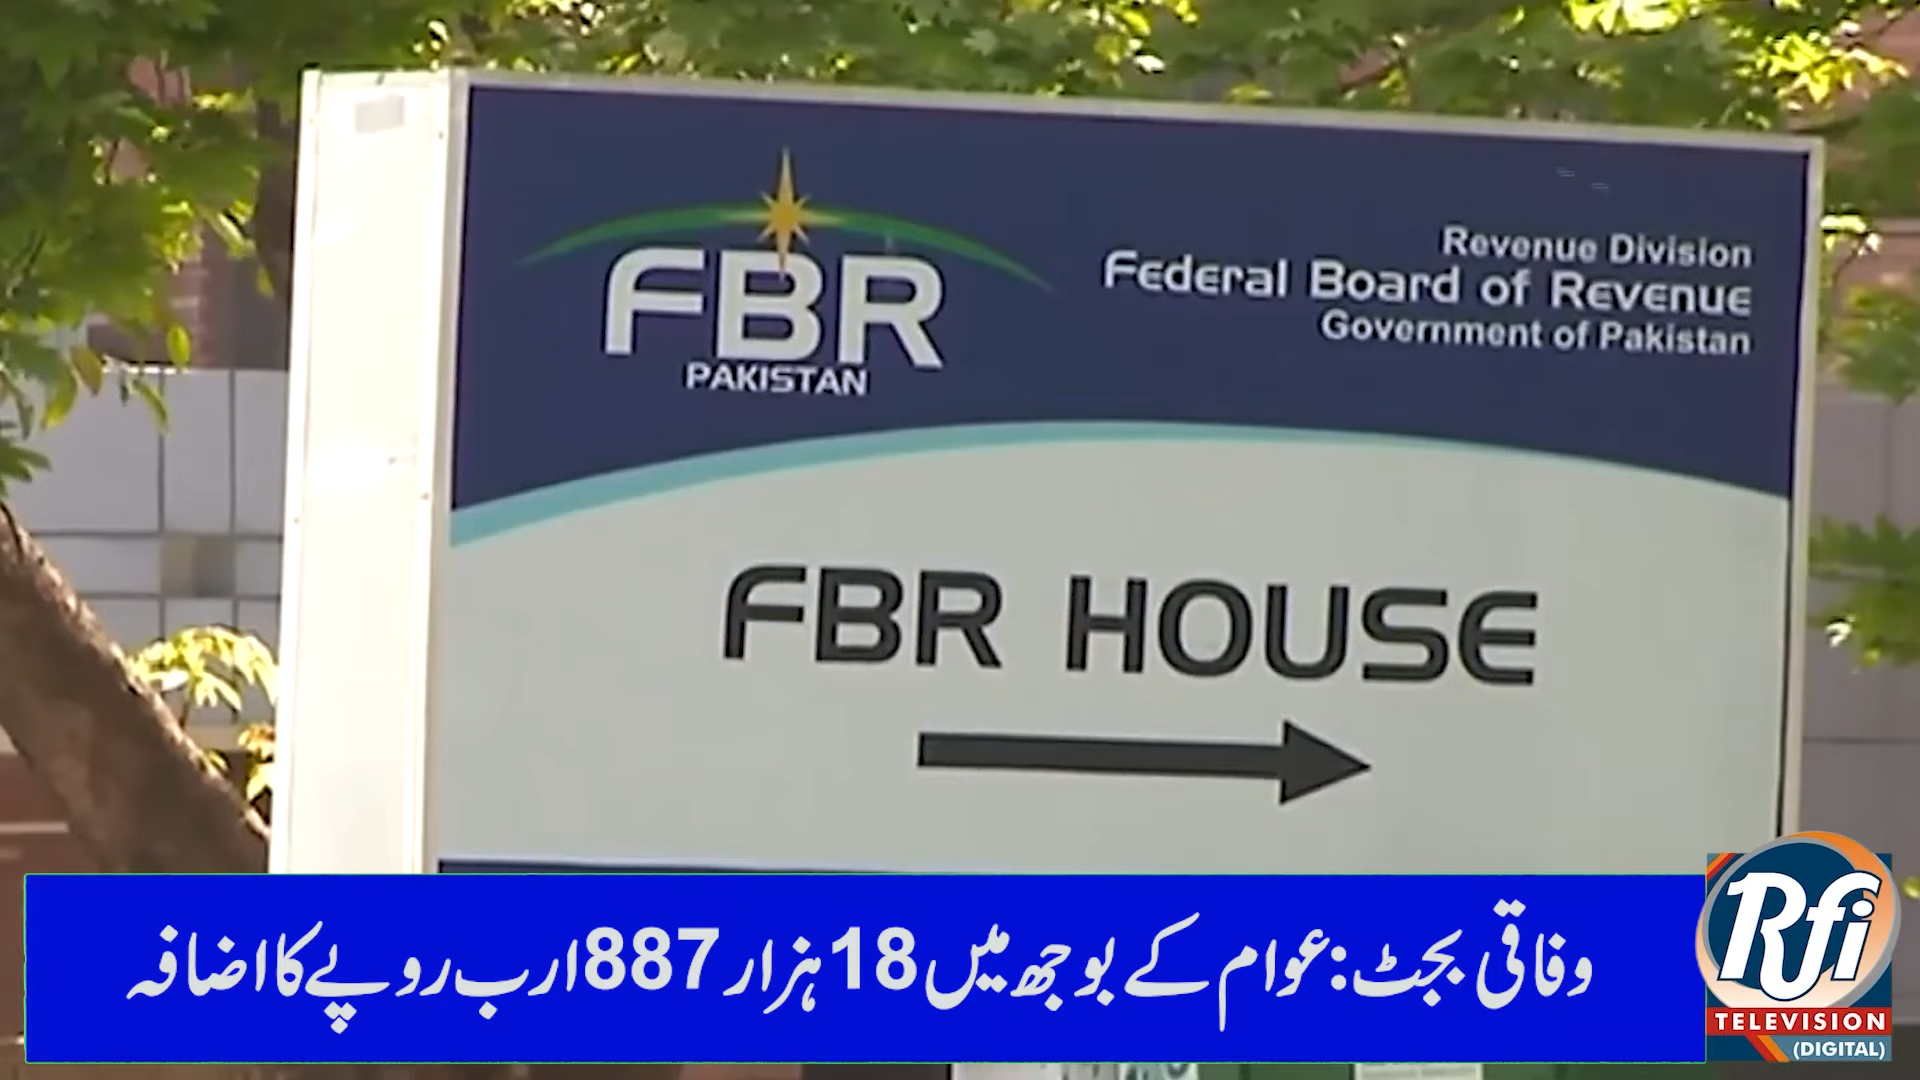 FBR
PAKISTAN
Revenue Division
Federal Board of Revenue
Government of Pakistan
FBR HOUSE
وفاقی بجٹ: عوام کے بوجھ میں 18 ہزار 887 ارب روپے کا اضافہ
Rfi
TELEVISION
(DIGITAL)